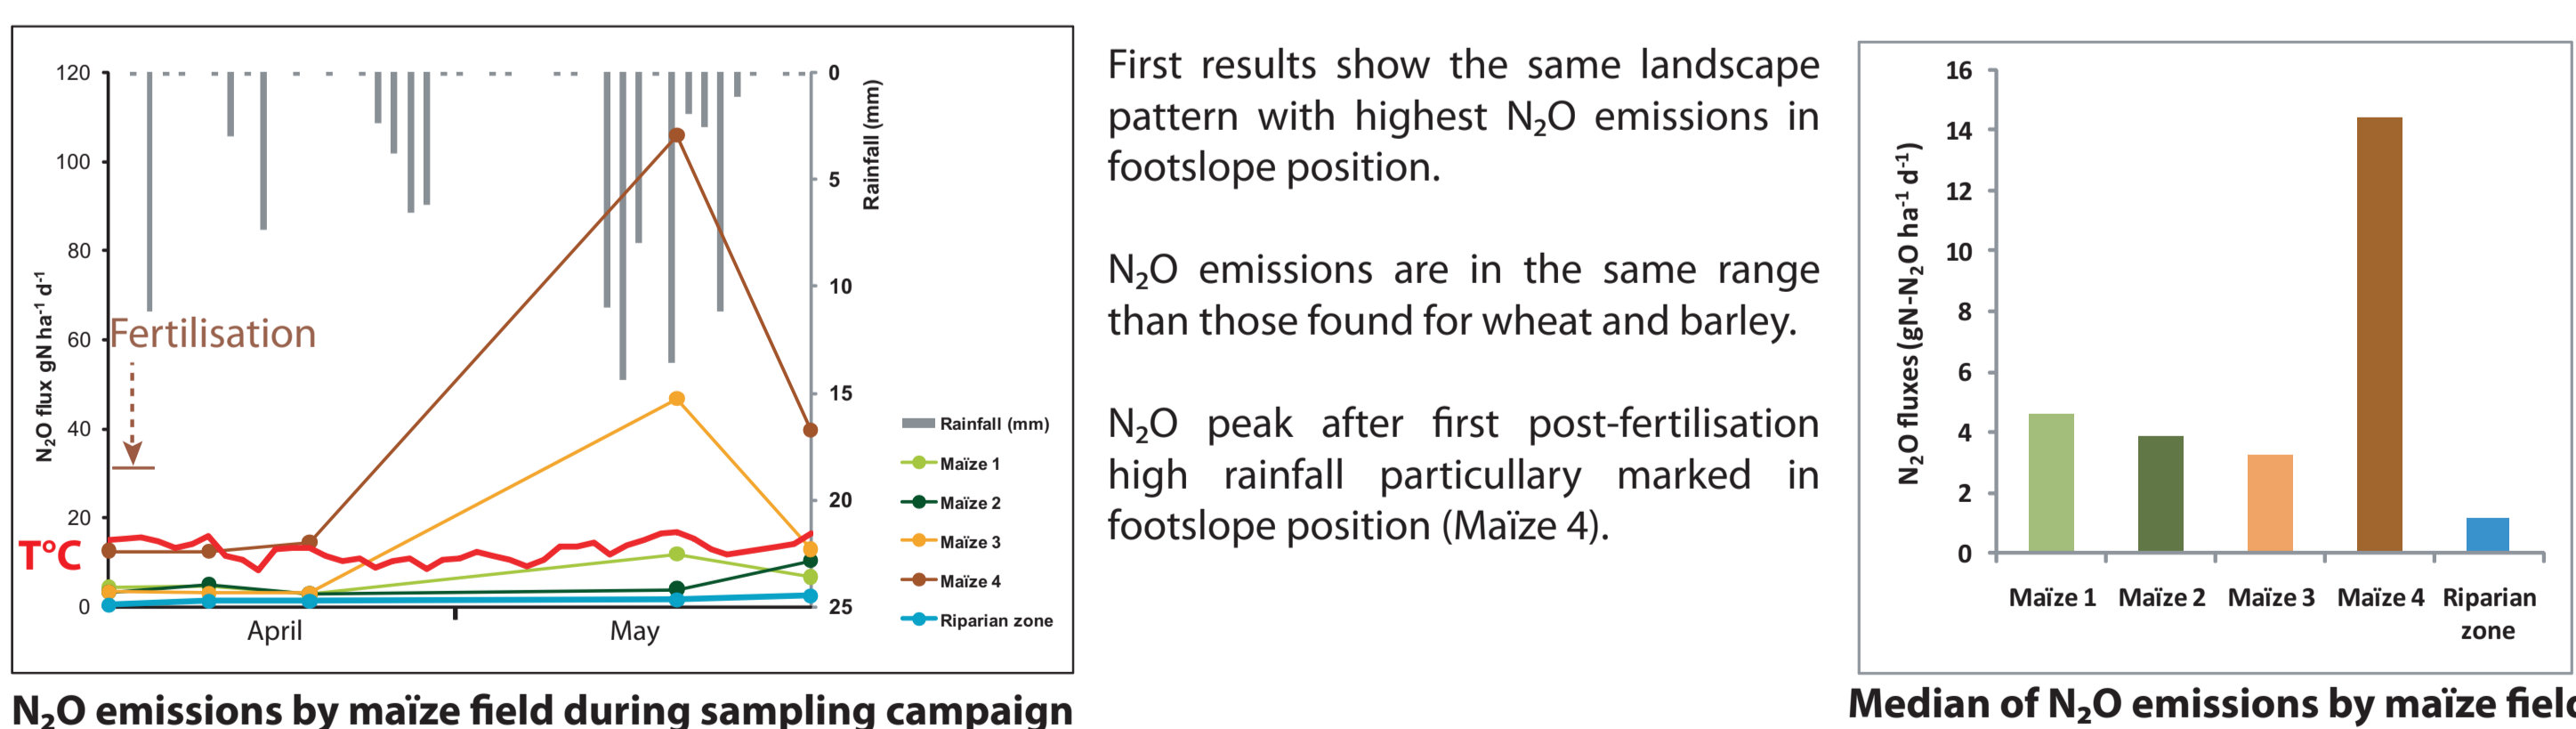 120
100
80
60
40
20
0
N₂O flux gN ha⁻¹ d⁻¹
Fertilisation
T°C
April
May
0
5
10
15
20
25
Rainfall (mm)
Rainfall (mm)
Maïze 1
Maïze 2
Maïze 3
Maïze 4
Riparian zone
N₂O emissions by maïze field during sampling campaign
First results show the same landscape
pattern with highest N₂O emissions in
footslope position.
N₂O emissions are in the same range
than those found for wheat and barley.
N₂O peak after first post-fertilisation
high rainfall particullary marked in
footslope position (Maïze 4).
16
14
12
10
8
6
4
2
0
N₂O fluxes (gN-N₂O ha⁻¹ d⁻¹)
Maïze 1
Maïze 2
Maïze 3
Maïze 4
Riparian
zone
Median of N₂O emissions by maïze field